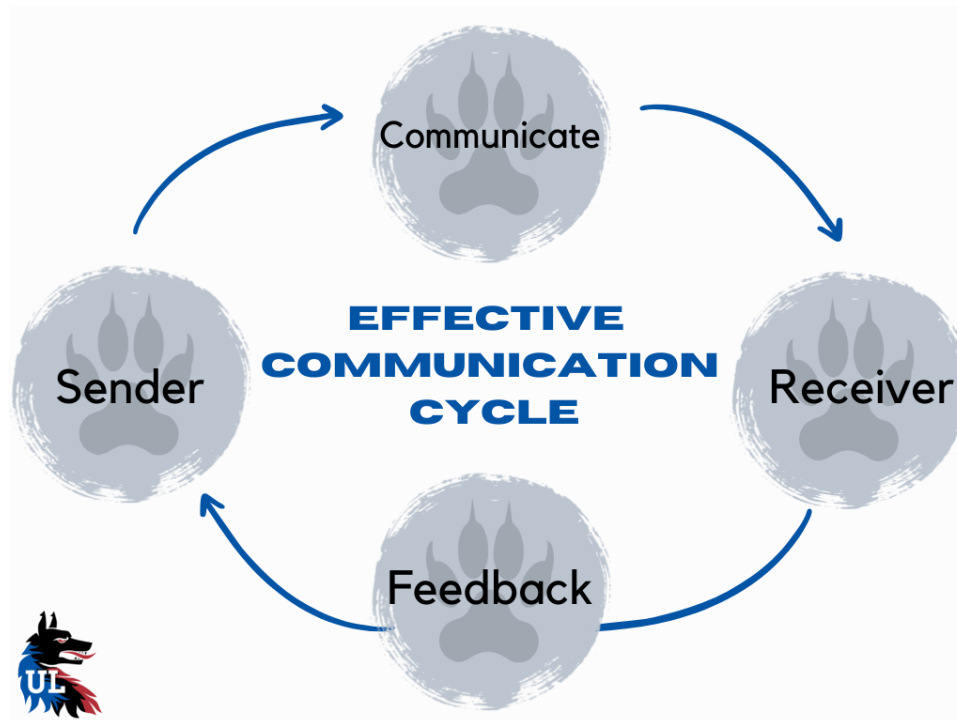 Communicate
EFFECTIVE
COMMUNICATION
CYCLE
Sender
Receiver
Feedback
UL